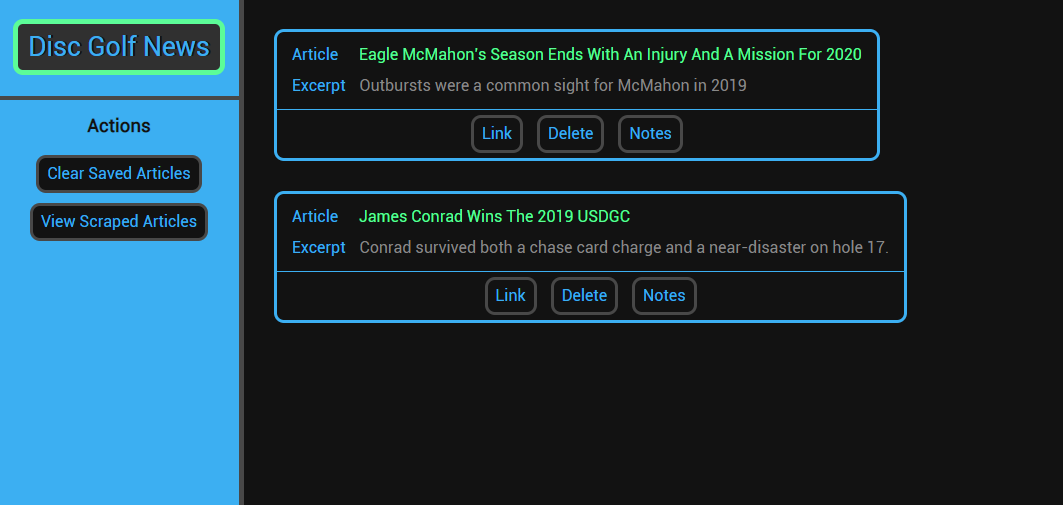 Disc Golf News
Actions
Clear Saved Articles
View Scraped Articles
Article Eagle McMahon's Season Ends With An Injury And A Mission For 2020
Excerpt Outbursts were a common sight for McMahon in 2019
Link Delete Notes
Article James Conrad Wins The 2019 USDGC
Excerpt Conrad survived both a chase card charge and a near-disaster on hole 17.
Link Delete Notes